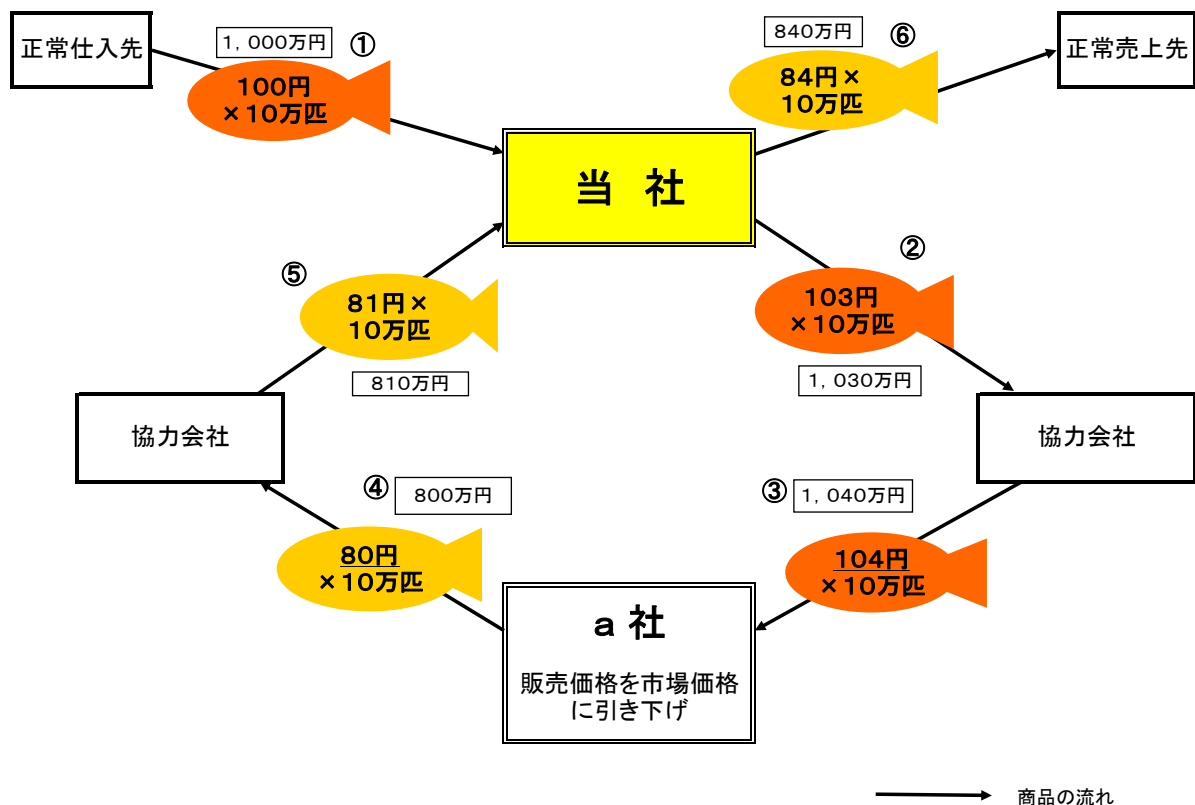 正常仕入先
1,000万円
①
100円
×10万匹
840万円
⑥
84円×
10万匹
正常売上先
当 社
⑤
81円×
10万匹
810万円
②
103円
×10万匹
1,030万円
協力会社
協力会社
④
800万円
80円
×10万匹
③
1,040万円
104円
×10万匹
a 社
販売価格を市場価格
に引き下げ
商品の流れ